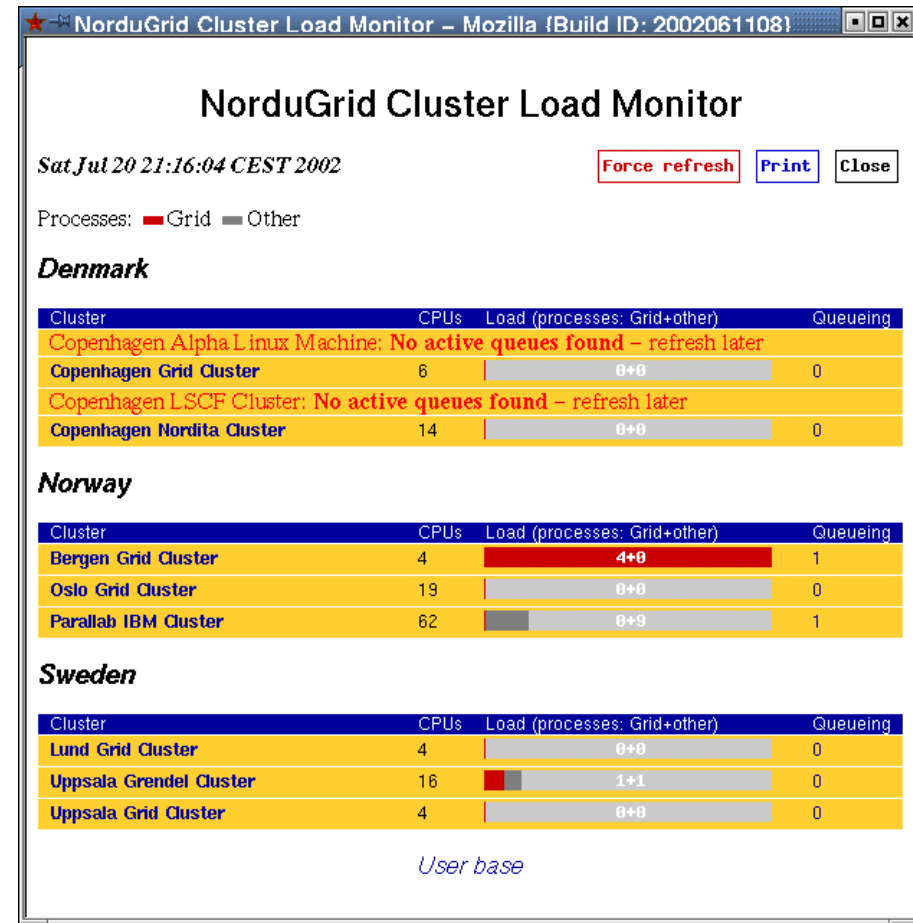 NorduGrid Cluster Load Monitor – Mozilla {Build ID: 2002061108}
NorduGrid Cluster Load Monitor
Sat Jul 20 21:16:04 CEST 2002 Force refresh Print Close
Processes: Grid Other
Denmark
Cluster CPUs Load (processes: Grid+other) Queueing
Copenhagen Alpha Linux Machine: No active queues found – refresh later
Copenhagen Grid Cluster 6 0+0 0
Copenhagen LSCF Cluster: No active queues found – refresh later
Copenhagen Nordita Cluster 14 0+0 0
Norway
Cluster CPUs Load (processes: Grid+other) Queueing
Bergen Grid Cluster 4 4+0 1
Oslo Grid Cluster 19 0+0 0
Parallab IBM Cluster 62 0+9 1
Sweden
Cluster CPUs Load (processes: Grid+other) Queueing
Lund Grid Cluster 4 0+0 0
Uppsala Grendel Cluster 16 1+1 0
Uppsala Grid Cluster 4 0+0 0
User base